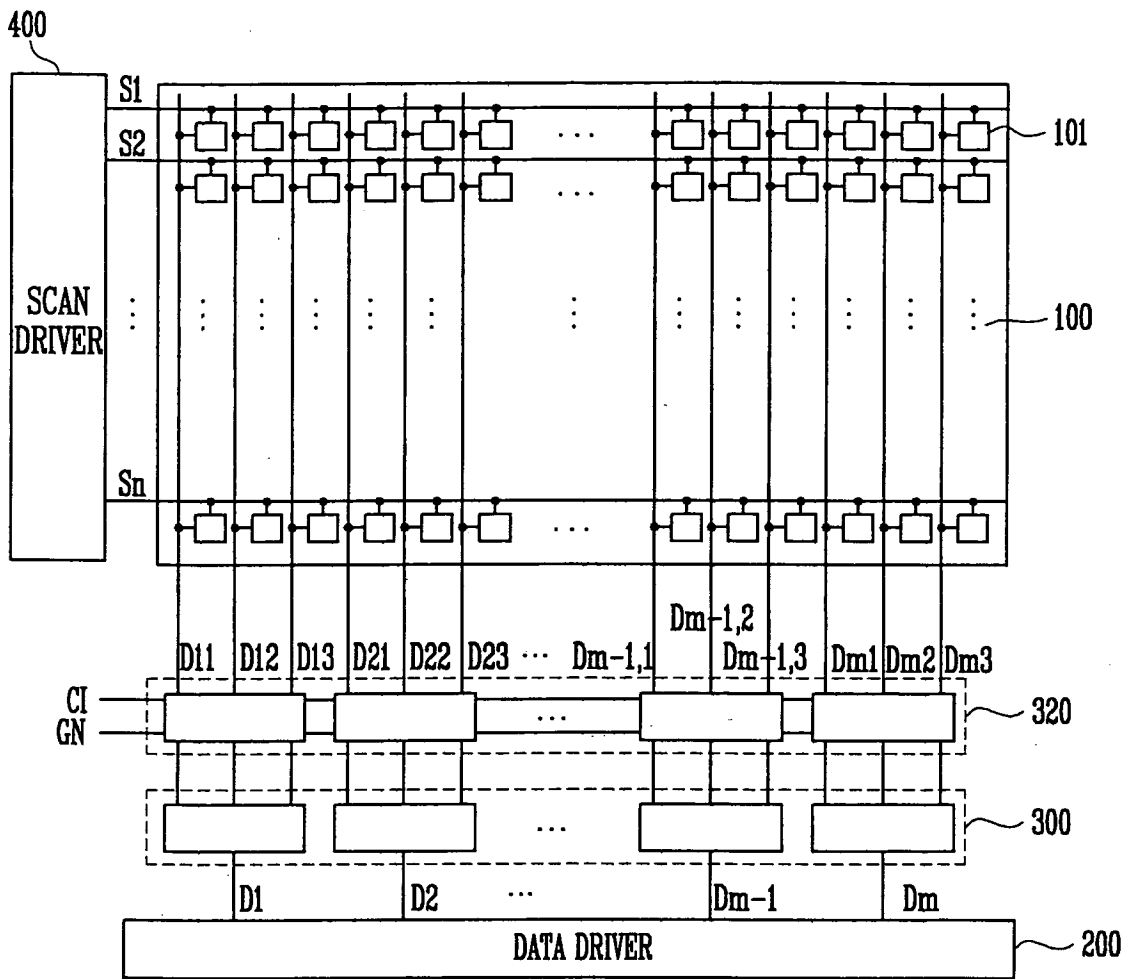 400
S1
S2
101
SCAN
DRIVER
100
Sn
Dm-1,2
D11 D12 D13 D21 D22 D23 ... Dm-1,1 Dm-1,3 Dm1 Dm2 Dm3
CI
GN
320
300
D1 D2 ... Dm-1 Dm
DATA DRIVER
200